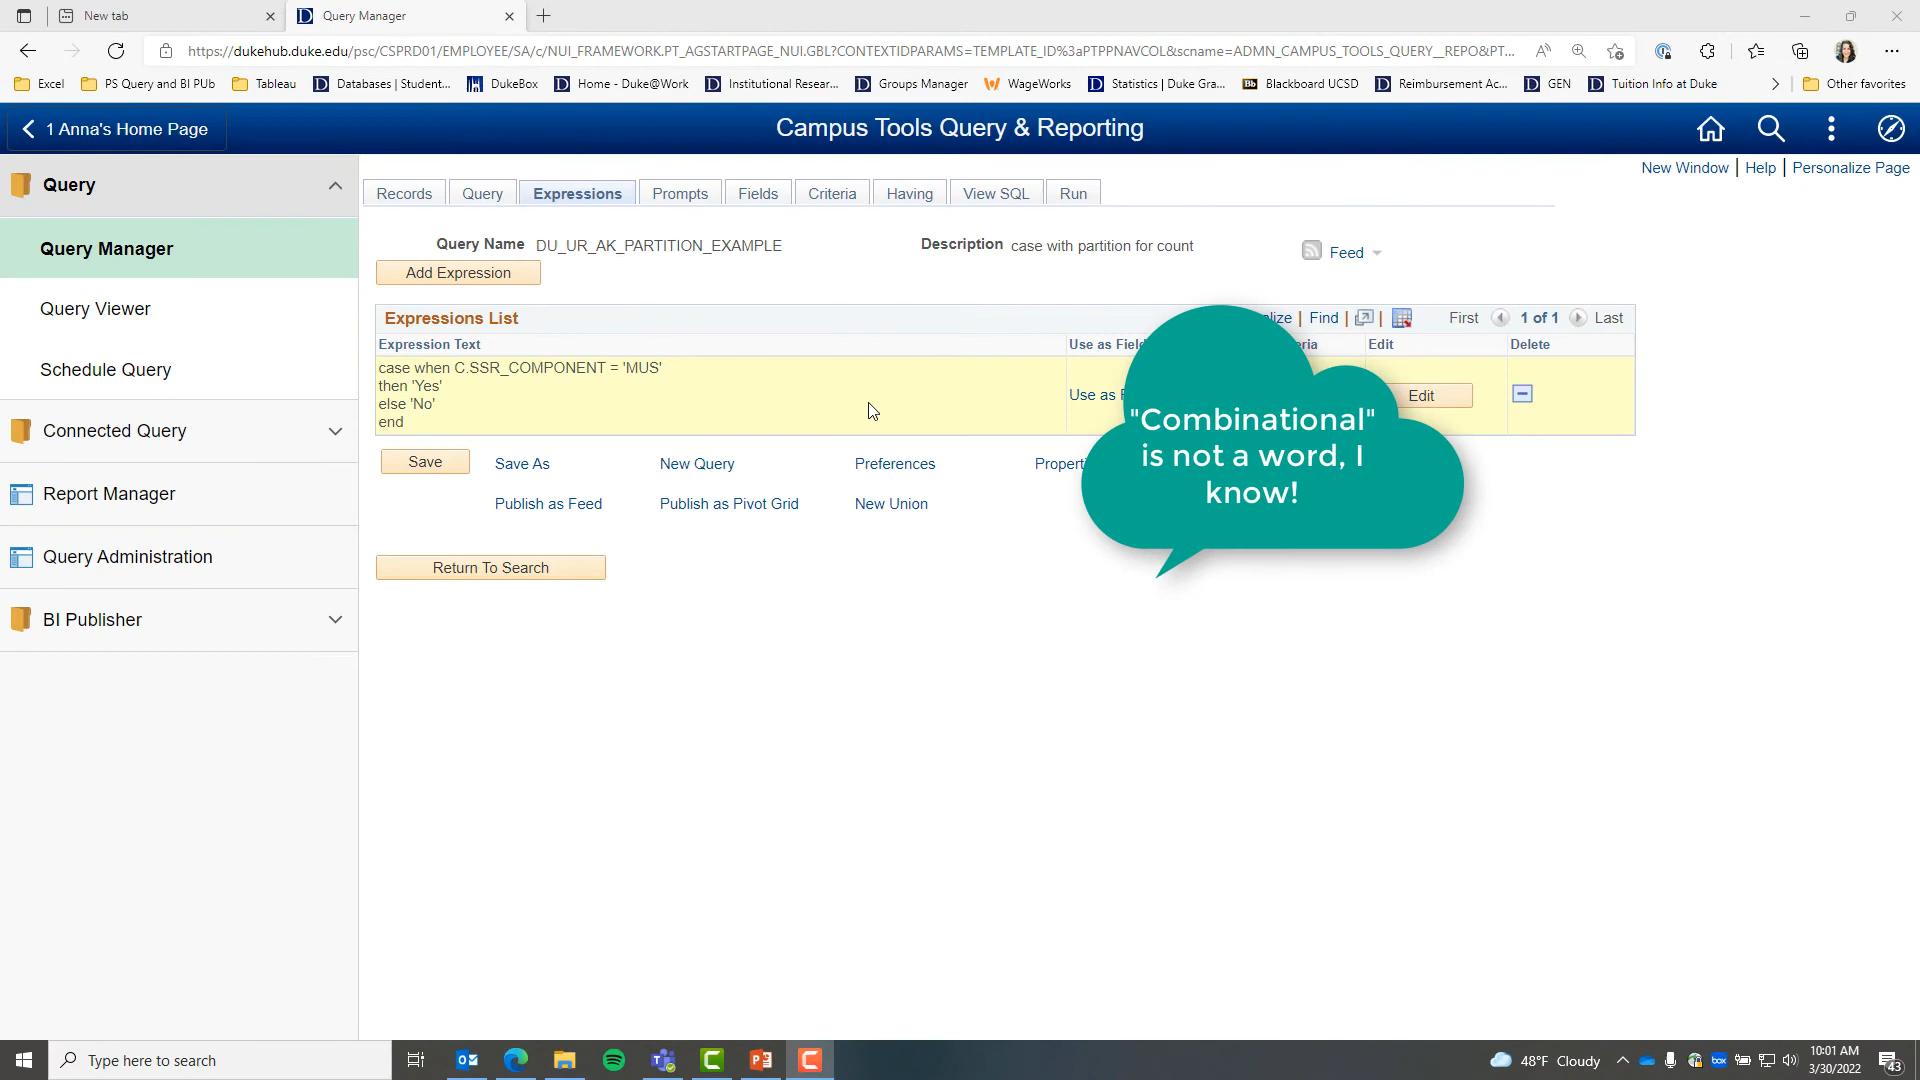 New tab
Query Manager
https://dukehub.duke.edu/psc/CSPRD01/EMPLOYEE/SA/c/NUI_FRAMEWORK.PT_AGSTARTPAGE_NUI.GBL?CONTEXTIDPARAMS=TEMPLATE_ID%3aPTPPNAVCOL&scname=ADMN_CAMPUS_TOOLS_QUERY__REPO&PT...
Excel PS Query and BI PUb Tableau Databases | Student... DukeBox Home - Duke@Work Institutional Resear... Groups Manager WageWorks Statistics | Duke Gra... Blackboard UCSD Reimbursement Ac... GEN Tuition Info at Duke Other favorites
1 Anna's Home Page
Campus Tools Query & Reporting
New Window | Help | Personalize Page
Query
Query Manager
Query Viewer
Schedule Query
Connected Query
Report Manager
Query Administration
BI Publisher
Records Query Expressions Prompts Fields Criteria Having View SQL Run
Query Name DU_UR_AK_PARTITION_EXAMPLE Description case with partition for count Feed
Add Expression
Expressions List alize | Find | | First 1 of 1 Last
Expression Text Use as Field ria Edit Delete
case when C.SSR_COMPONENT = 'MUS'
then 'Yes'
else 'No'
end
Use as F
Edit
"Combinational"
is not a word, I
know!
Save Save As New Query Preferences Properti
Publish as Feed Publish as Pivot Grid New Union
Return To Search
Type here to search
48°F Cloudy
10:01 AM
3/30/2022
43